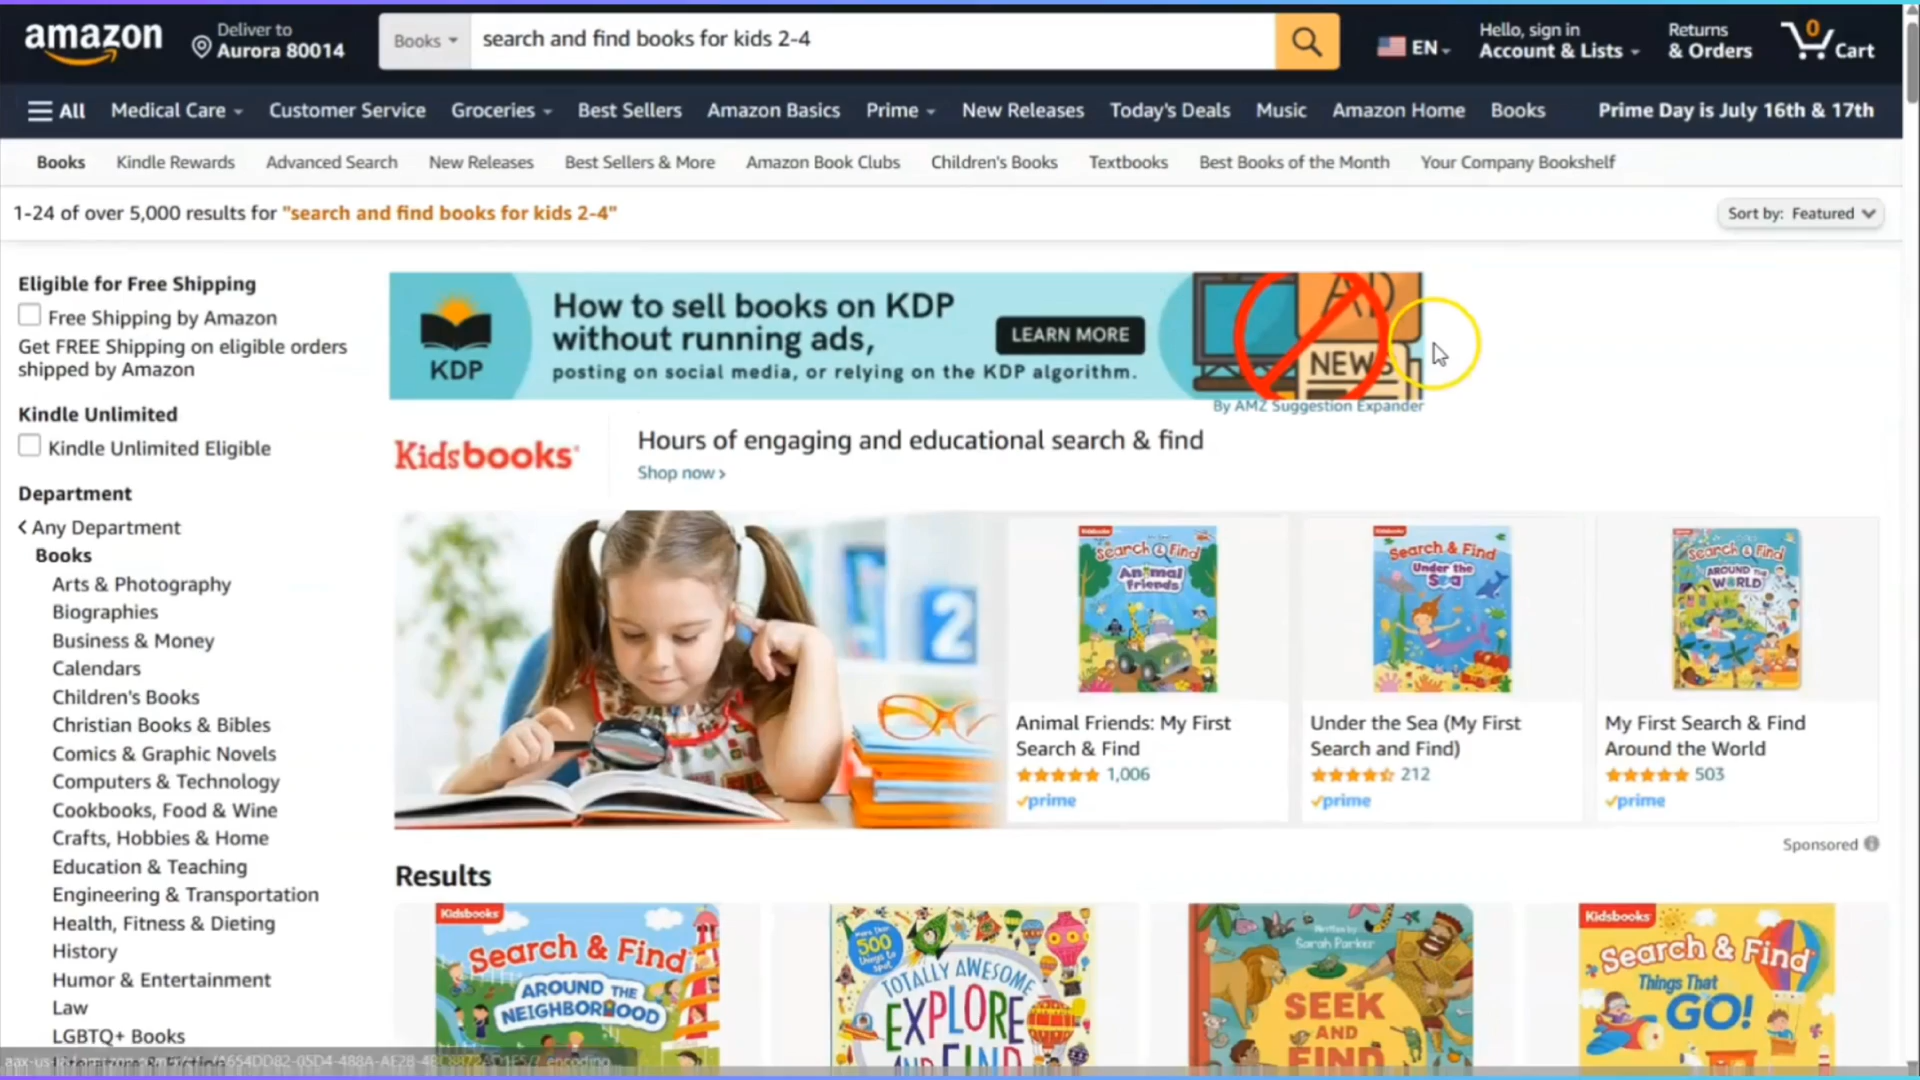 amazon
Deliver to
Aurora 80014
Books
search and find books for kids 2-4
EN
Hello, sign in
Account & Lists
Returns
& Orders
0
Cart
All
Medical Care
Customer Service
Groceries
Best Sellers
Amazon Basics
Prime
New Releases
Today's Deals
Music
Amazon Home
Books
Prime Day is July 16th & 17th
Books
Kindle Rewards
Advanced Search
New Releases
Best Sellers & More
Amazon Book Clubs
Children's Books
Textbooks
Best Books of the Month
Your Company Bookshelf
1-24 of over 5,000 results for "search and find books for kids 2-4"
Sort by: Featured
Eligible for Free Shipping
Free Shipping by Amazon
Get FREE Shipping on eligible orders
shipped by Amazon
Kindle Unlimited
Kindle Unlimited Eligible
Department
Any Department
Books
Arts & Photography
Biographies
Business & Money
Calendars
Children's Books
Christian Books & Bibles
Comics & Graphic Novels
Computers & Technology
Cookbooks, Food & Wine
Crafts, Hobbies & Home
Education & Teaching
Engineering & Transportation
Health, Fitness & Dieting
History
Humor & Entertainment
Law
LGBTQ+ Books
KDP
How to sell books on KDP
without running ads,
posting on social media, or relying on the KDP algorithm.
LEARN MORE
AD
NEWS
By AMZ Suggestion Expander
Kidsbooks
Hours of engaging and educational search & find
Shop now ›
2
Kidsbooks
Search & Find
Animal
Friends
Animal Friends: My First
Search & Find
1,006
prime
Kidsbooks
Search & Find
Under the
Sea
Under the Sea (My First
Search and Find)
212
prime
Search & Find
AROUND THE
WORLD
My First Search & Find
Around the World
503
prime
Sponsored
Results
Kidsbooks
Search & Find
AROUND THE
NEIGHBORHOOD
More than
500
things to
spot
TOTALLY AWESOME
EXPLORE
AND FIND
Written by
Sarah Parker
SEEK
AND
FIND
Kidsbooks
Search & Find
Things That
GO!